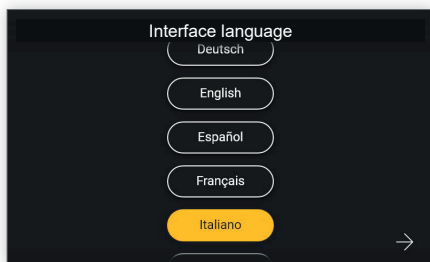 Interface language
Deutsch
English
Español
Français
Italiano